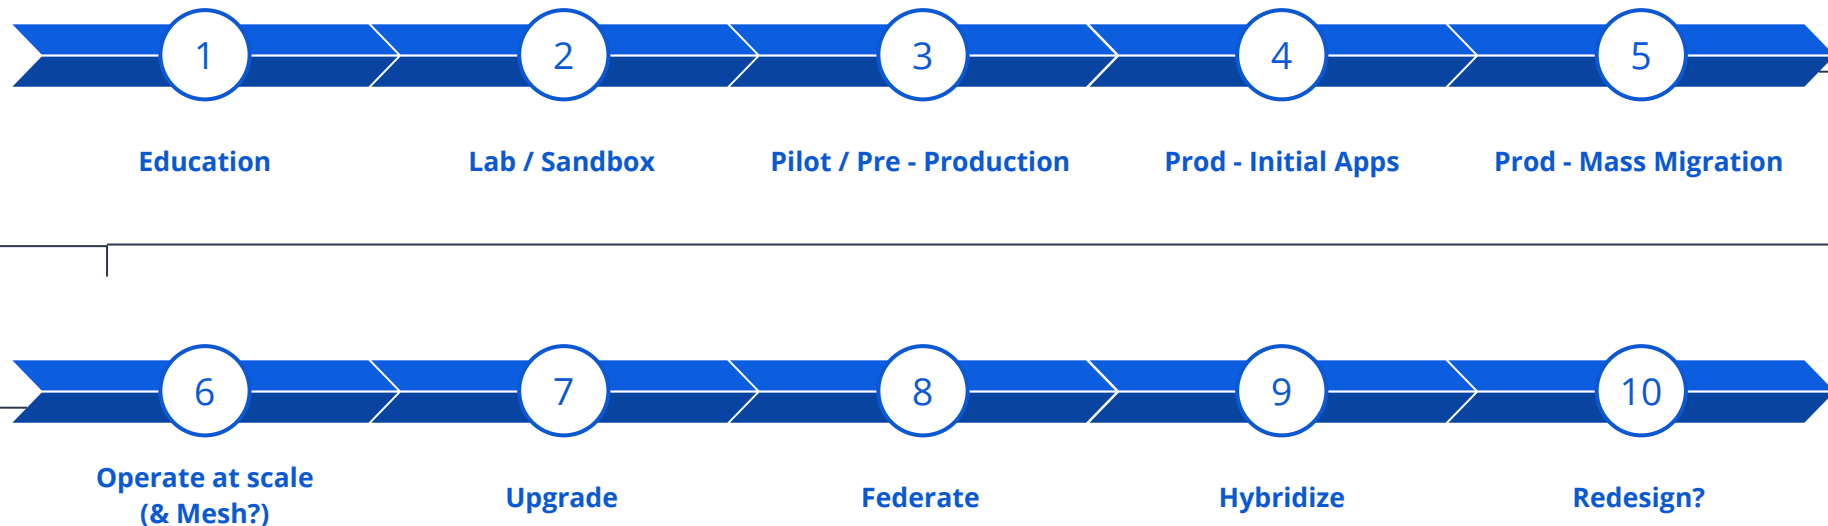 1
2
3
4
5
Education
Lab / Sandbox
Pilot / Pre - Production
Prod - Initial Apps
Prod - Mass Migration
6
7
8
9
10
Operate at scale
(& Mesh?)
Upgrade
Federate
Hybridize
Redesign?